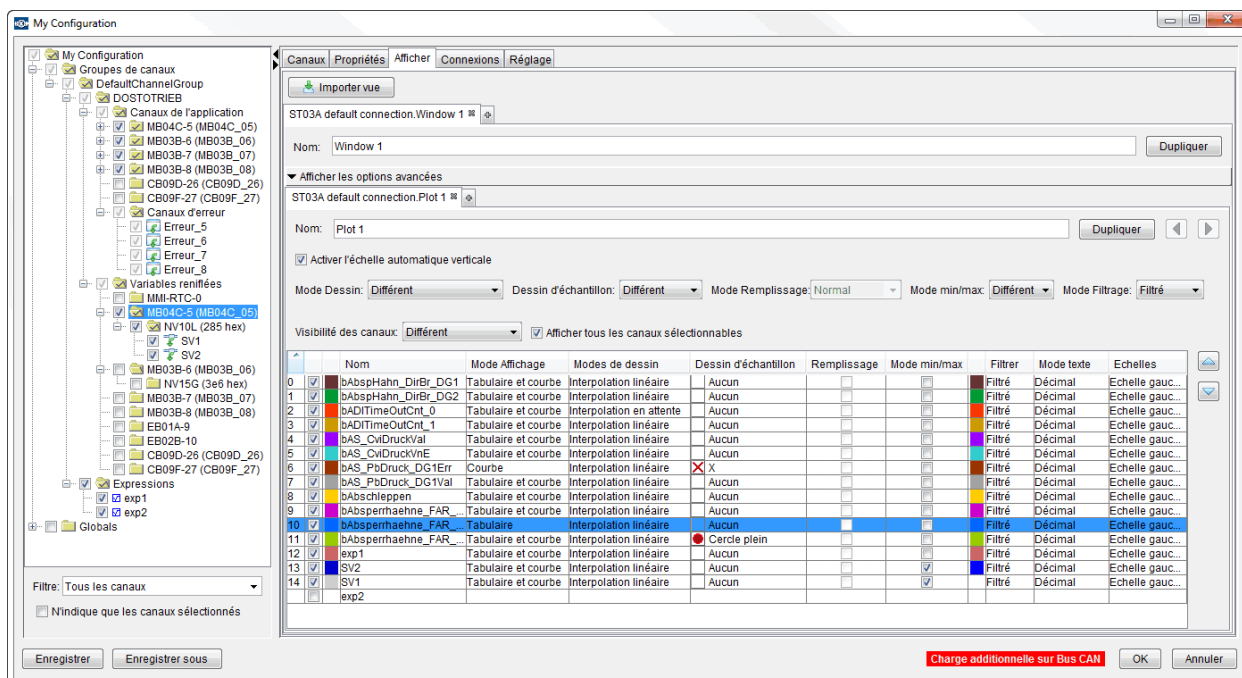 My Configuration
My Configuration
Groupes de canaux
DefaultChannelGroup
DOSTOTRIEB
Canaux de l'application
MB04C-5 (MB04C_05)
MB03B-6 (MB03B_06)
MB03B-7 (MB03B_07)
MB03B-8 (MB03B_08)
CB09D-26 (CB09D_26)
CB09F-27 (CB09F_27)
Canaux d'erreur
Erreur_5
Erreur_6
Erreur_7
Erreur_8
Variables reniflées
MMI-RTC-0
MB04C-5 (MB04C_05)
NV10L (285 hex)
SV1
SV2
MB03B-6 (MB03B_06)
NV15G (3e6 hex)
MB03B-7 (MB03B_07)
MB03B-8 (MB03B_08)
EB01A-9
EB02B-10
CB09D-26 (CB09D_26)
CB09F-27 (CB09F_27)
Expressions
exp1
exp2
Globals
Filtre: Tous les canaux
N'indique que les canaux sélectionnés
Canaux Propriétés Afficher Connexions Réglage
Importer vue
ST03A default connection.Window 1
Nom: Window 1 Dupliquer
Afficher les options avancées
ST03A default connection.Plot 1
Nom: Plot 1 Dupliquer
Activer l'échelle automatique verticale
Mode Dessin: Différent Dessin d'échantillon: Différent Mode Remplissage: Normal Mode min/max: Différent Mode Filtrage: Filtré
Visibilité des canaux: Différent Afficher tous les canaux sélectionnables
Nom Mode Affichage Modes de dessin Dessin d'échantillon Remplissage Mode min/max Filtrer Mode texte Echelles
0 bAbspHahn_DirBr_DG1 Tabulaire et courbe Interpolation linéaire Aucun Filtré Décimal Echelle gauc...
1 bAbspHahn_DirBr_DG2 Tabulaire et courbe Interpolation linéaire Aucun Filtré Décimal Echelle gauc...
2 bADITimeOutCnt_0 Tabulaire et courbe Interpolation en attente Aucun Filtré Décimal Echelle gauc...
3 bADITimeOutCnt_1 Tabulaire et courbe Interpolation linéaire Aucun Filtré Décimal Echelle gauc...
4 bAS_CviDruckVal Tabulaire et courbe Interpolation linéaire Aucun Filtré Décimal Echelle gauc...
5 bAS_CviDruckVnE Tabulaire et courbe Interpolation linéaire Aucun Filtré Décimal Echelle gauc...
6 bAS_PbDruck_DG1Err Courbe Interpolation linéaire X Filtré Décimal Echelle gauc...
7 bAS_PbDruck_DG1Val Tabulaire et courbe Interpolation linéaire Aucun Filtré Décimal Echelle gauc...
8 bAbschleppen Tabulaire et courbe Interpolation linéaire Aucun Filtré Décimal Echelle gauc...
9 bAbsperrhaehne_FAR_... Tabulaire et courbe Interpolation linéaire Aucun Filtré Décimal Echelle gauc...
10 bAbsperrhaehne_FAR_... Tabulaire Interpolation linéaire Aucun Filtré Décimal Echelle gauc...
11 bAbsperrhaehne_FAR_... Tabulaire et courbe Interpolation linéaire Cercle plein Filtré Décimal Echelle gauc...
12 exp1 Tabulaire et courbe Interpolation linéaire Aucun Filtré Décimal Echelle gauc...
13 SV2 Tabulaire et courbe Interpolation linéaire Aucun Filtré Décimal Echelle gauc...
14 SV1 Tabulaire et courbe Interpolation linéaire Aucun Filtré Décimal Echelle gauc...
exp2
Enregistrer Enregistrer sous Charge additionnelle sur Bus CAN OK Annuler